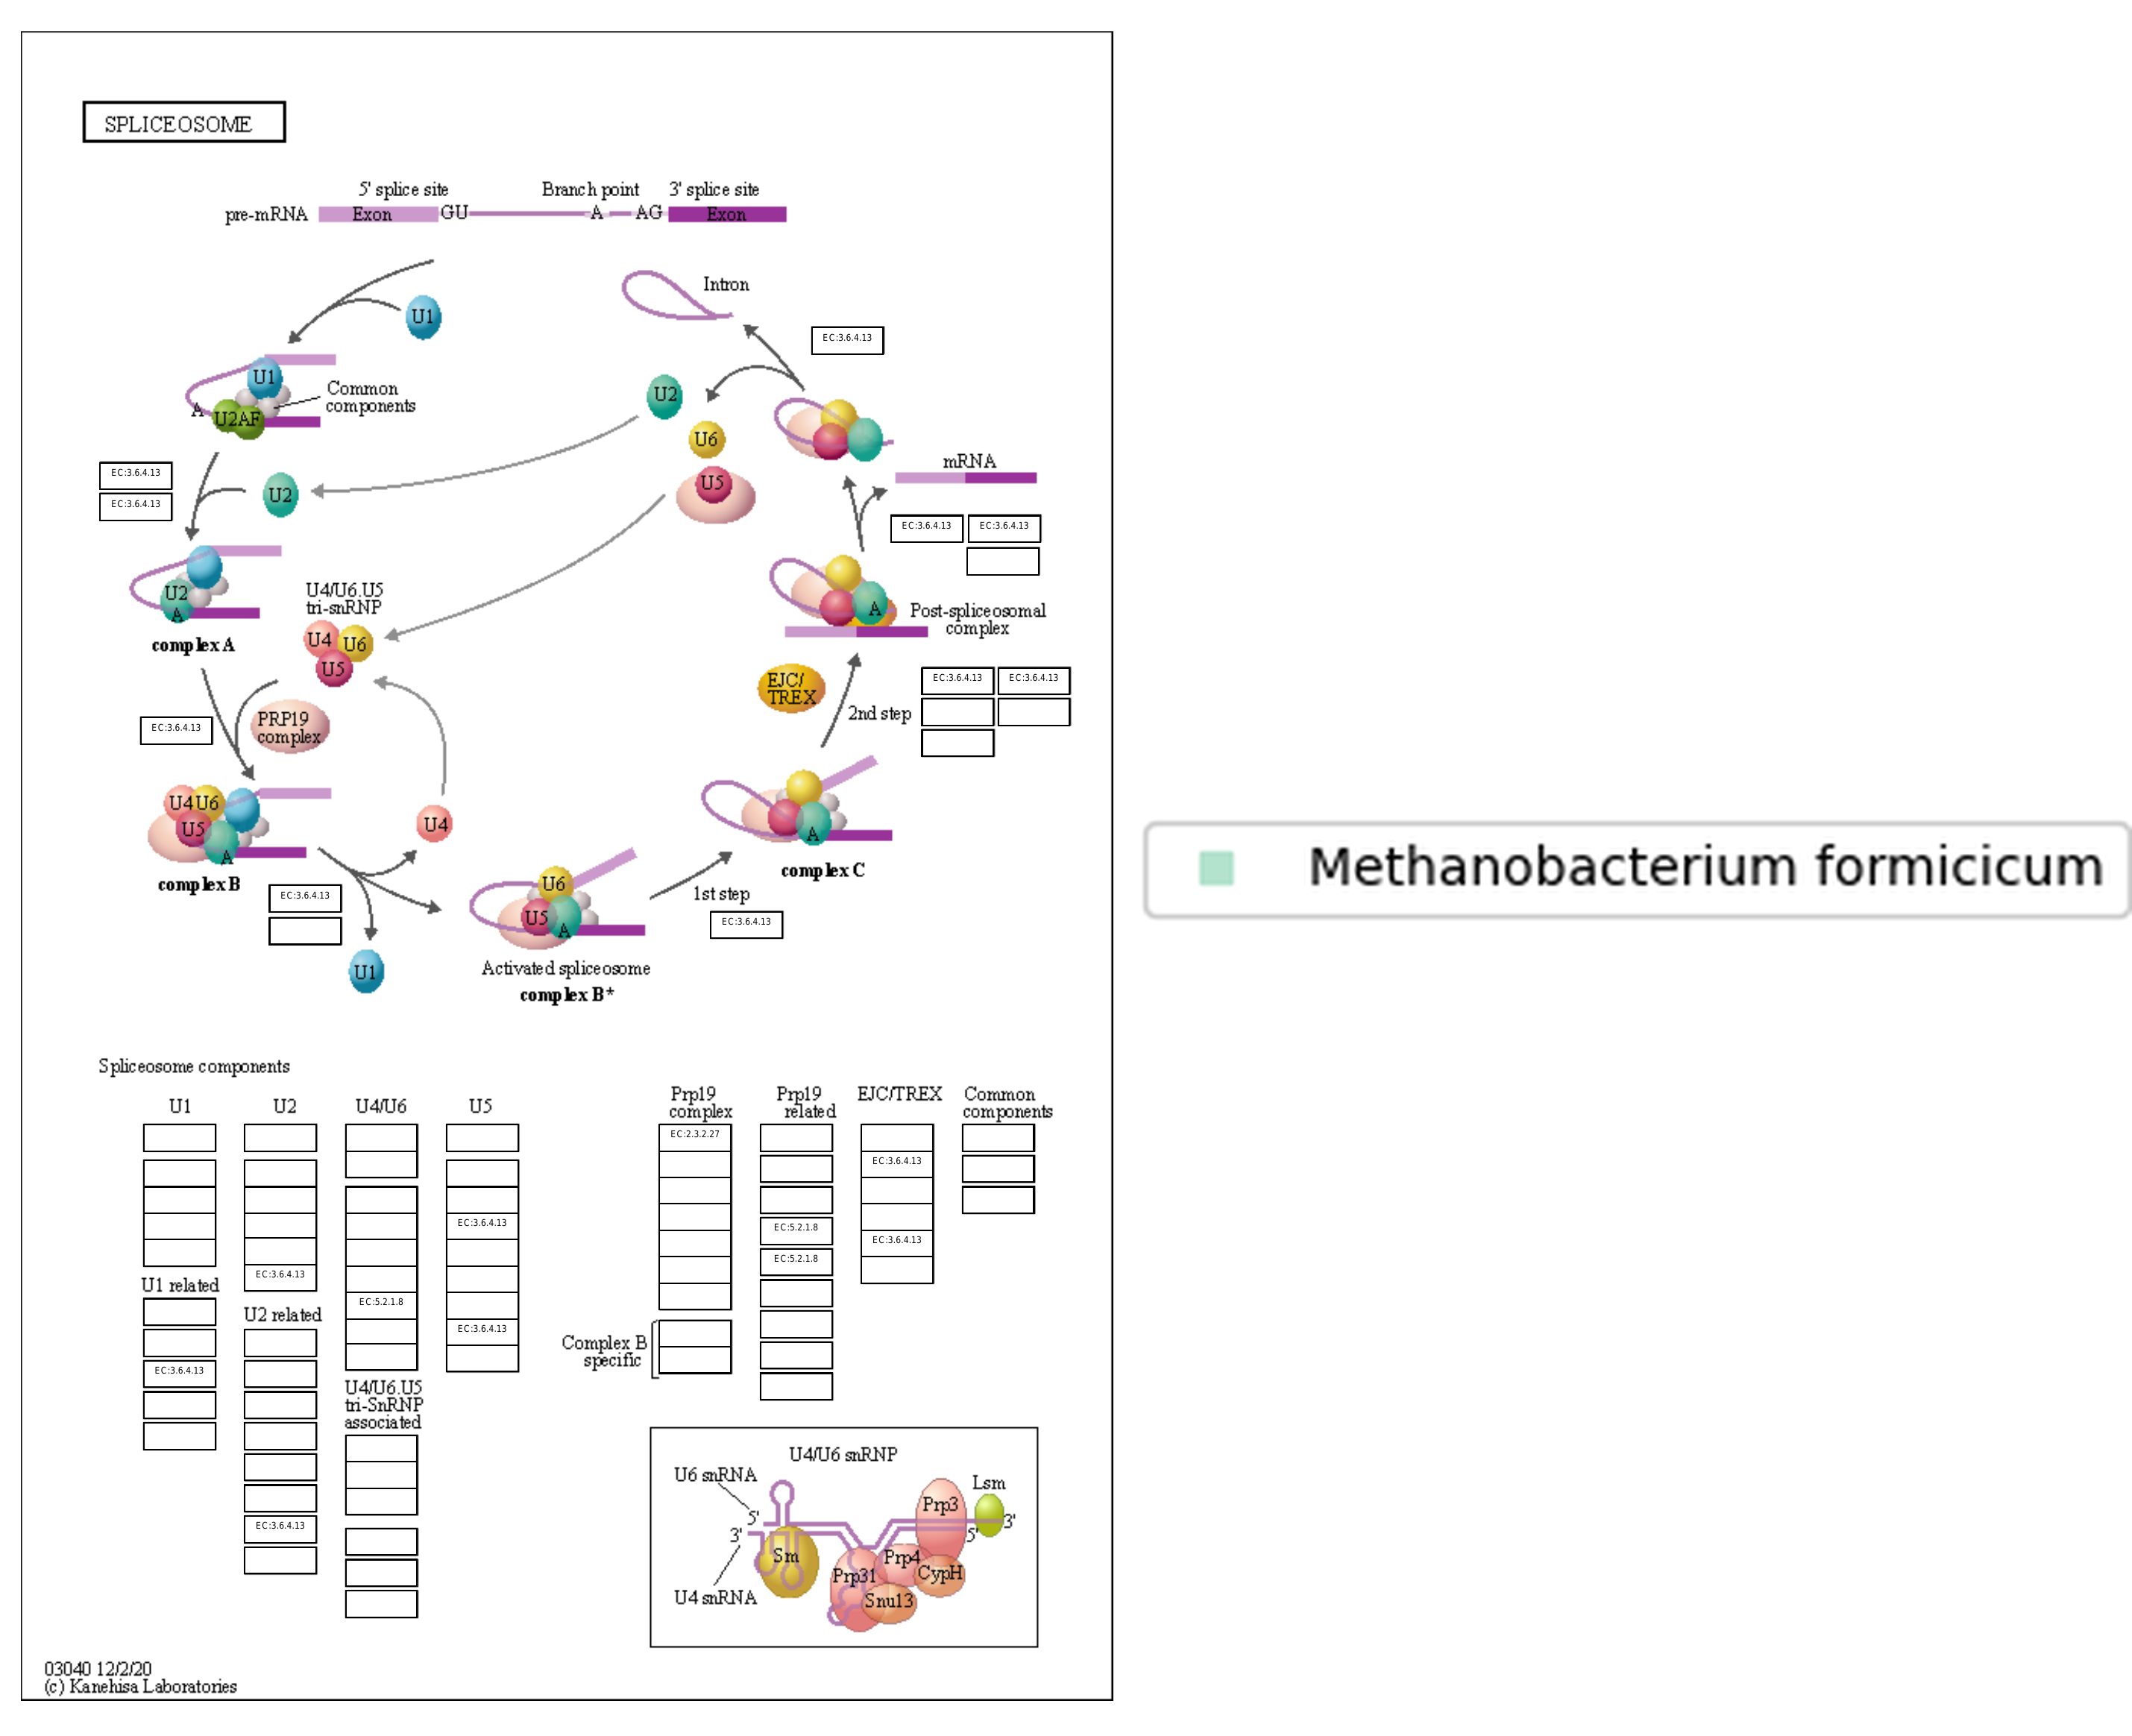 SPLICEOSOME
5' splice site
Branch point
3' splice site
pre-mRNA
Exon
GU
A
AG
Exon
U1
Intron
EC:3.6.4.13
U1
Common
components
A
U2AF
U2
U6
U5
mRNA
EC:3.6.4.13
EC:3.6.4.13
U2
EC:3.6.4.13
EC:3.6.4.13
U2
A
complex A
U4/U6.U5
tri-snRNP
U4
U6
U5
A
Post-spliceosomal
complex
EJC/
TREX
2nd step
EC:3.6.4.13
EC:3.6.4.13
EC:3.6.4.13
PRP19
complex
U4
U6
U5
A
complex B
U4
EC:3.6.4.13
U1
U6
U5
A
Activated spliceosome
complex B*
1st step
EC:3.6.4.13
A
complex C
Methanobacterium formicicum
Spliceosome components
U1
U2
U4/U6
U5
Prp19
complex
Prp19
related
EJC/TREX
Common
components
EC:2.3.2.27
EC:3.6.4.13
EC:3.6.4.13
EC:5.2.1.8
EC:3.6.4.13
EC:5.2.1.8
EC:3.6.4.13
U1 related
EC:5.2.1.8
U2 related
EC:3.6.4.13
Complex B
specific
EC:3.6.4.13
U4/U6.U5
tri-SnRNP
associated
EC:3.6.4.13
U4/U6 snRNP
U6 snRNA
Lsm
Prp3
5'
3'
3'
5'
Sm
Prp4
Prp31
CypH
Snu13
U4 snRNA
03040 12/2/20
(c) Kanehisa Laboratories